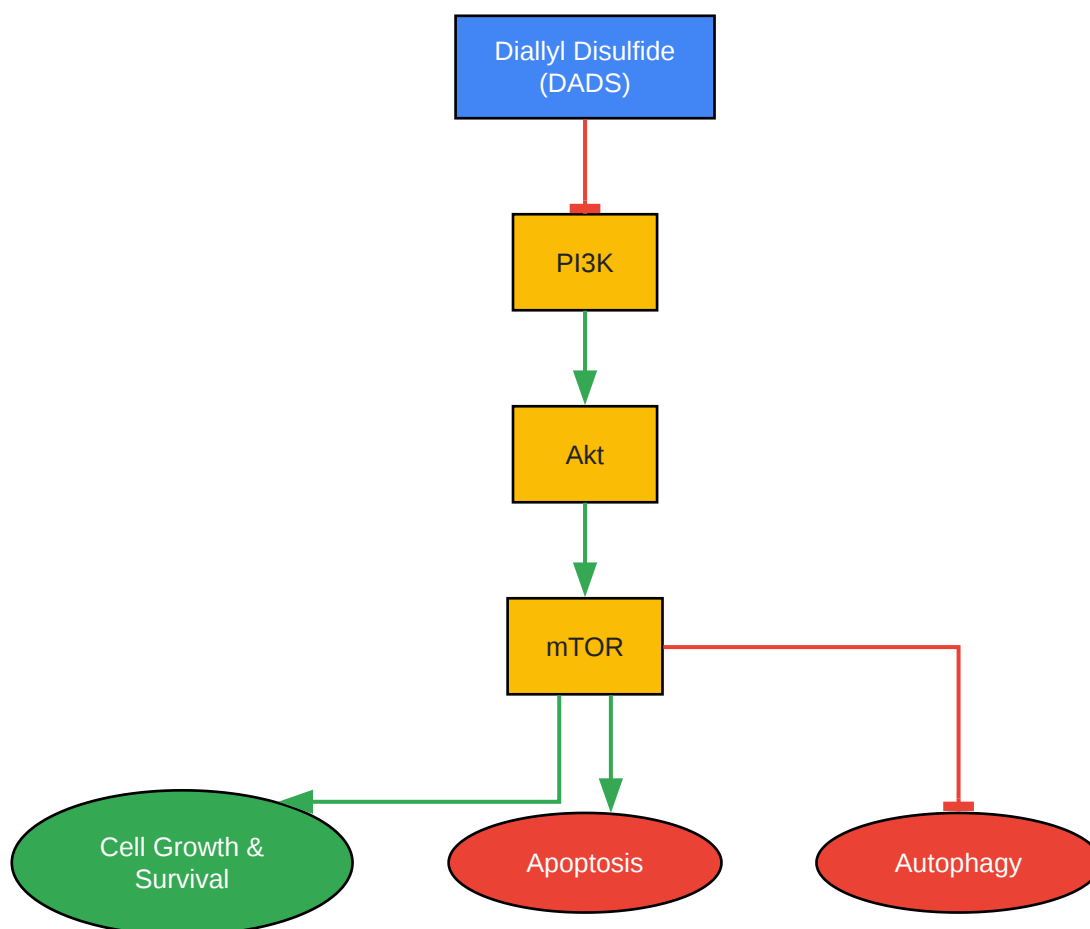 Diallyl Disulfide
(DADS)
PI3K
Akt
mTOR
Cell Growth &
Survival
Apoptosis
Autophagy